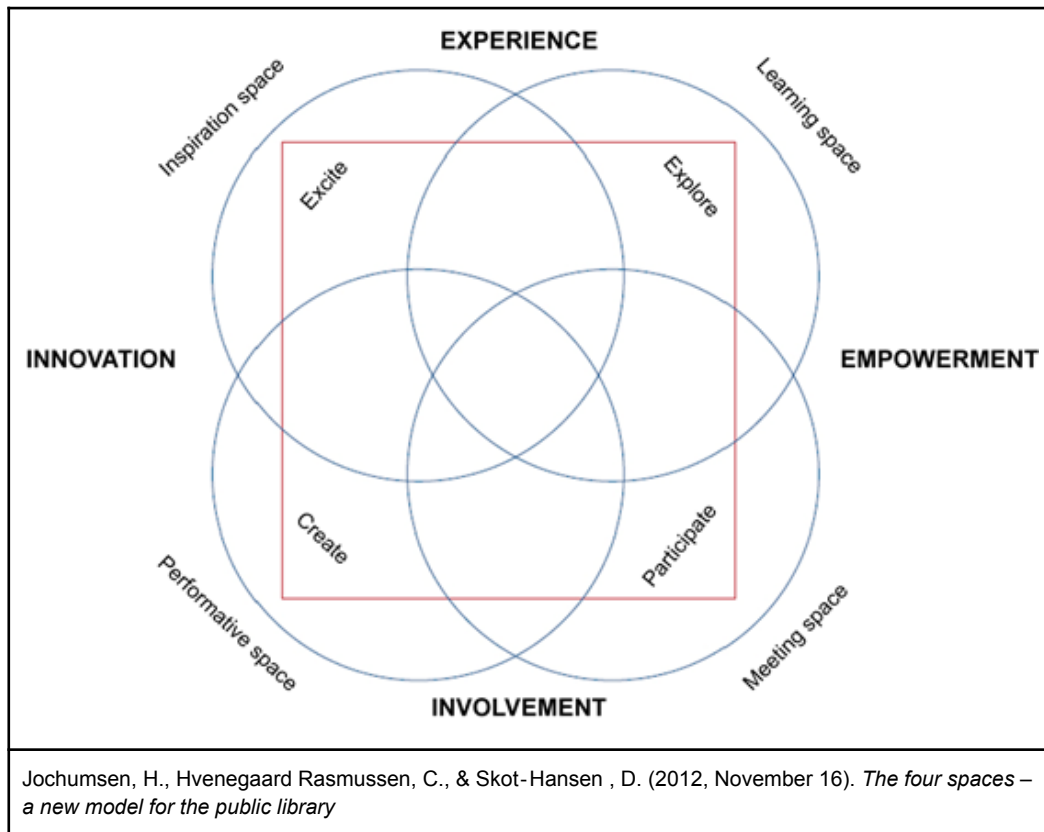 EXPERIENCE
Inspiration space
Learning space
Excite
Explore
INNOVATION
EMPOWERMENT
Create
Participate
Performative space
Meeting space
INVOLVEMENT
Jochumsen, H., Hvenegaard Rasmussen, C., & Skot-Hansen , D. (2012, November 16). The four spaces –
a new model for the public library